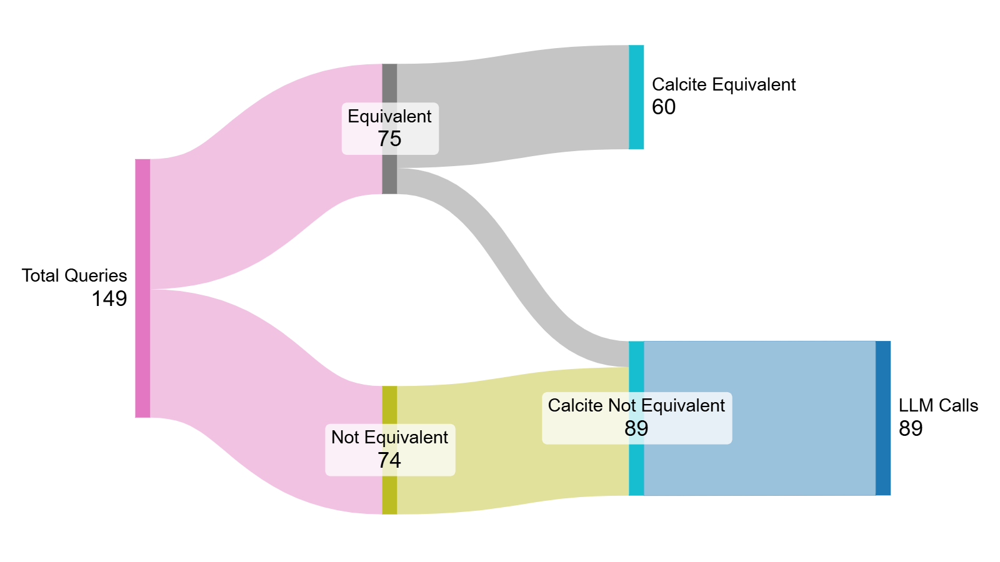 Calcite Equivalent
60
Equivalent
75
Total Queries
149
Calcite Not Equivalent
89
LLM Calls
89
Not Equivalent
74